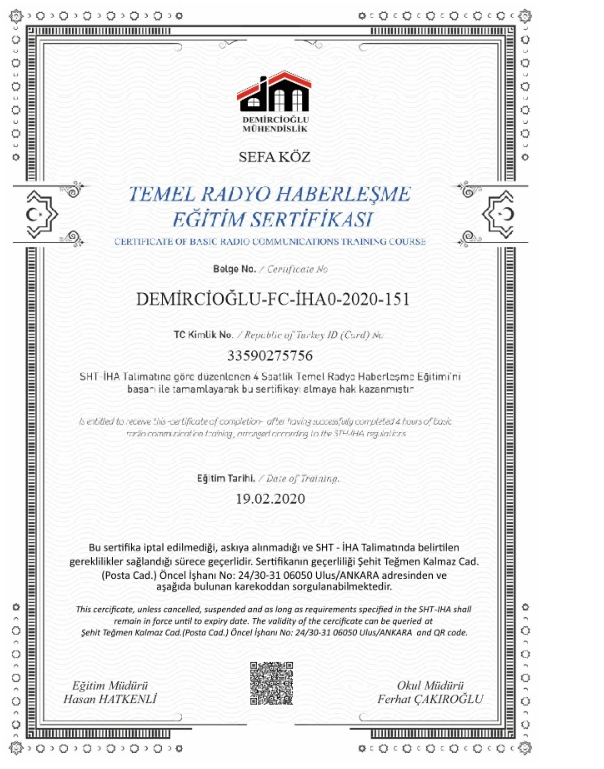 dm
DEMİRCİOĞLU
MÜHENDİSLİK
SEFA KÖZ
TEMEL RADYO HABERLEŞME
EĞİTİM SERTİFİKASI
CERTIFICATE OF BASIC RADIO COMMUNICATIONS TRAINING COURSE
Belge No. / Certificate No
DEMİRCİOĞLU-FC-İHA0-2020-151
TC Kimlik No. / Republic of Turkey ID (Card) No
33590275756
SHT-İHA Talimatına göre düzenlenen 4 Saatlik Temel Radyo Haberleşme Eğitimi'ni
başarı ile tamamlayarak bu sertifikayı almaya hak kazanmıştır
Is entitled to receive this -certificate of completion- after having successfully completed 4 hours of basic
radio communication training, arranged according to the STH-IHA regulations
Eğitim Tarihi. / Date of Training.
19.02.2020
Bu sertifika iptal edilmediği, askıya alınmadığı ve SHT - İHA Talimatında belirtilen
gereklilikler sağlandığı sürece geçerlidir. Sertifikanın geçerliliği Şehit Teğmen Kalmaz Cad.
(Posta Cad.) Öncel İşhanı No: 24/30-31 06050 Ulus/ANKARA adresinden ve
aşağıda bulunan karekoddan sorgulanabilmektedir.
This cercificate, unless cancelled, suspended and as long as requirements specified in the SHT-IHA shall
remain in force until to expiry date. The validity of the cercificate can be queried at
Şehit Teğmen Kalmaz Cad.(Posta Cad.) Öncel İşhanı No: 24/30-31 06050 Ulus/ANKARA and QR code.
Eğitim Müdürü
Hasan HATKENLİ
Okul Müdürü
Ferhat ÇAKIROĞLU